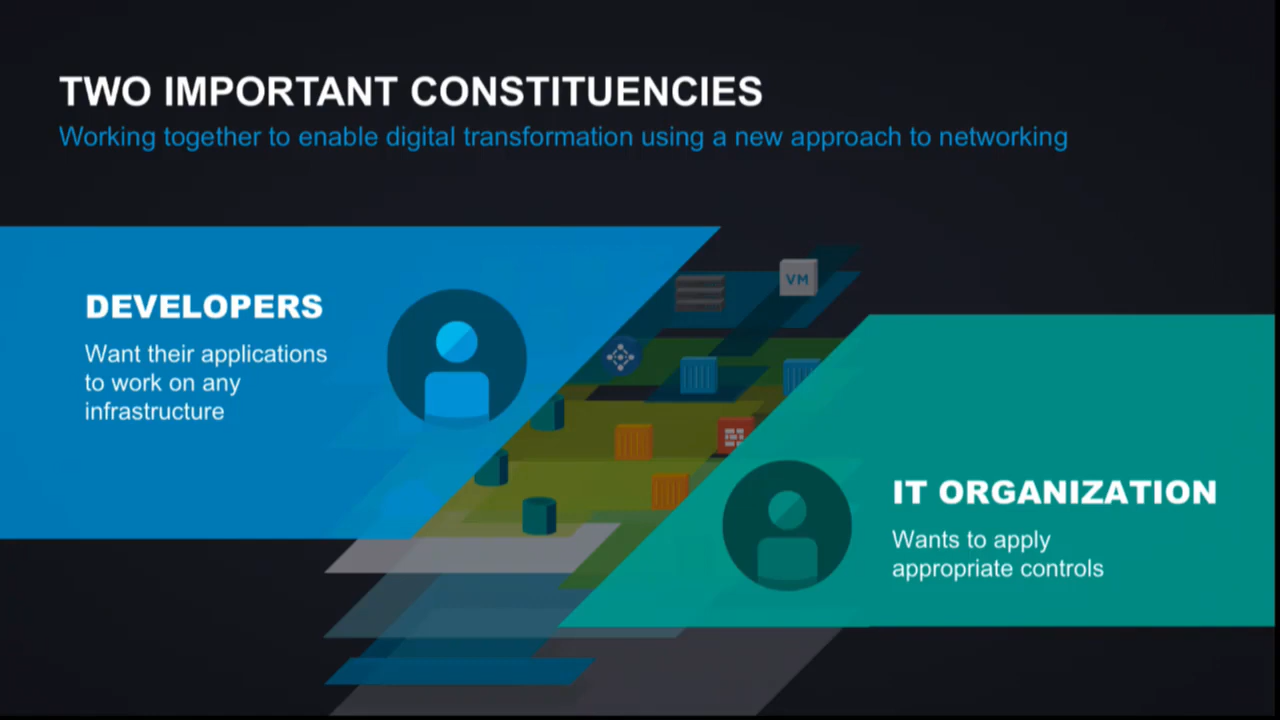 TWO IMPORTANT CONSTITUENCIES
Working together to enable digital transformation using a new approach to networking
DEVELOPERS
Want their applications
to work on any
infrastructure
VM
IT ORGANIZATION
Wants to apply
appropriate controls